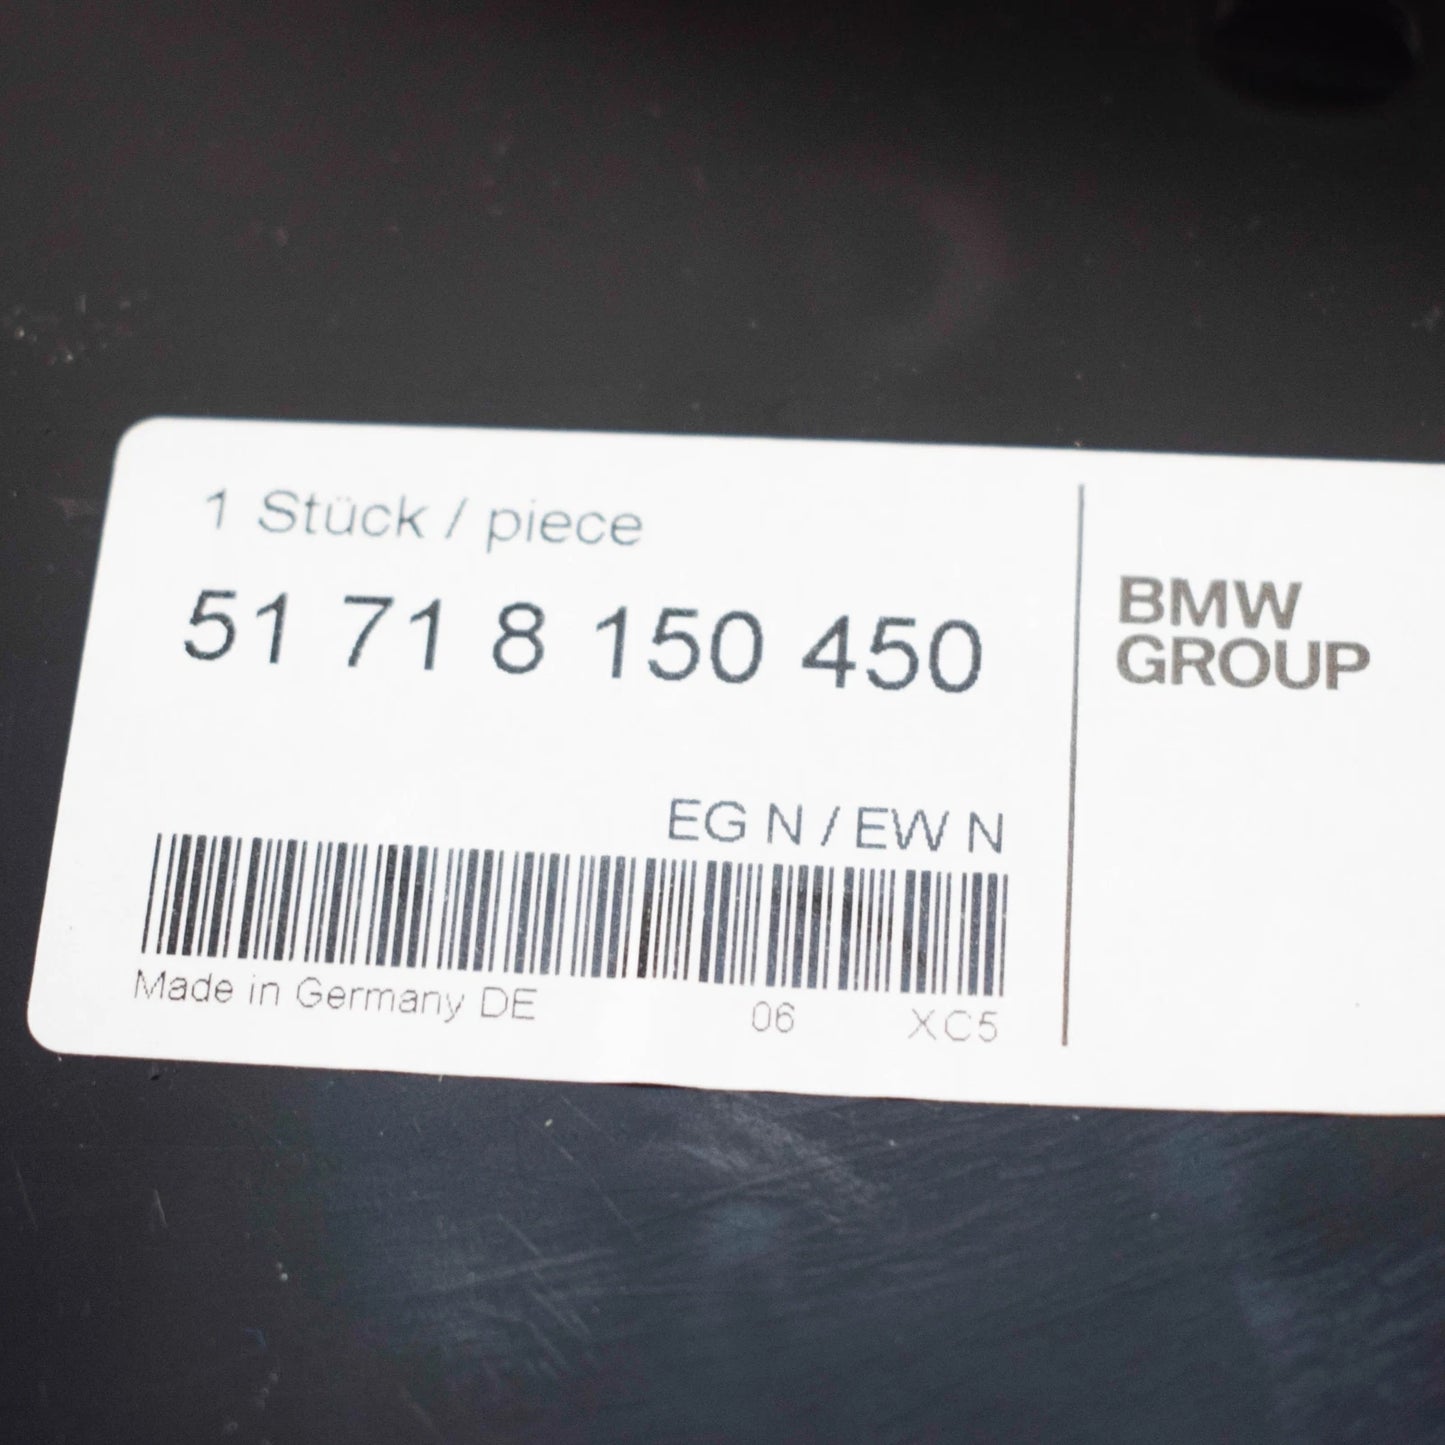 1 Stück / piece
51 71 8 150 450
EG N / EW N
Made in Germany DE 06 XC5
BMW
GROUP